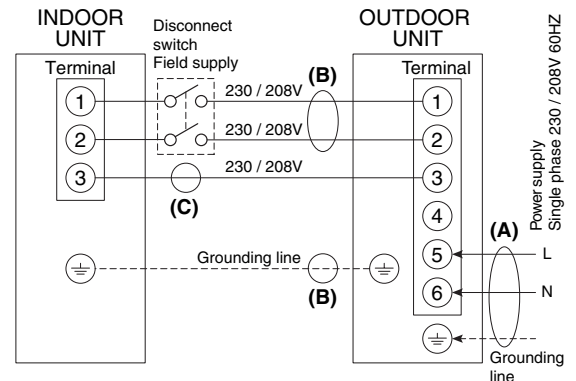 INDOOR
UNIT
Disconnect
switch
Field supply
OUTDOOR
UNIT
Terminal
Terminal
1
230 / 208V
(B)
1
2
230 / 208V
2
3
230 / 208V
3
(C)
4
(A)
5
L
6
N
Grounding line
(B)
Grounding
line
Power supply
Single phase 230 / 208V 60HZ